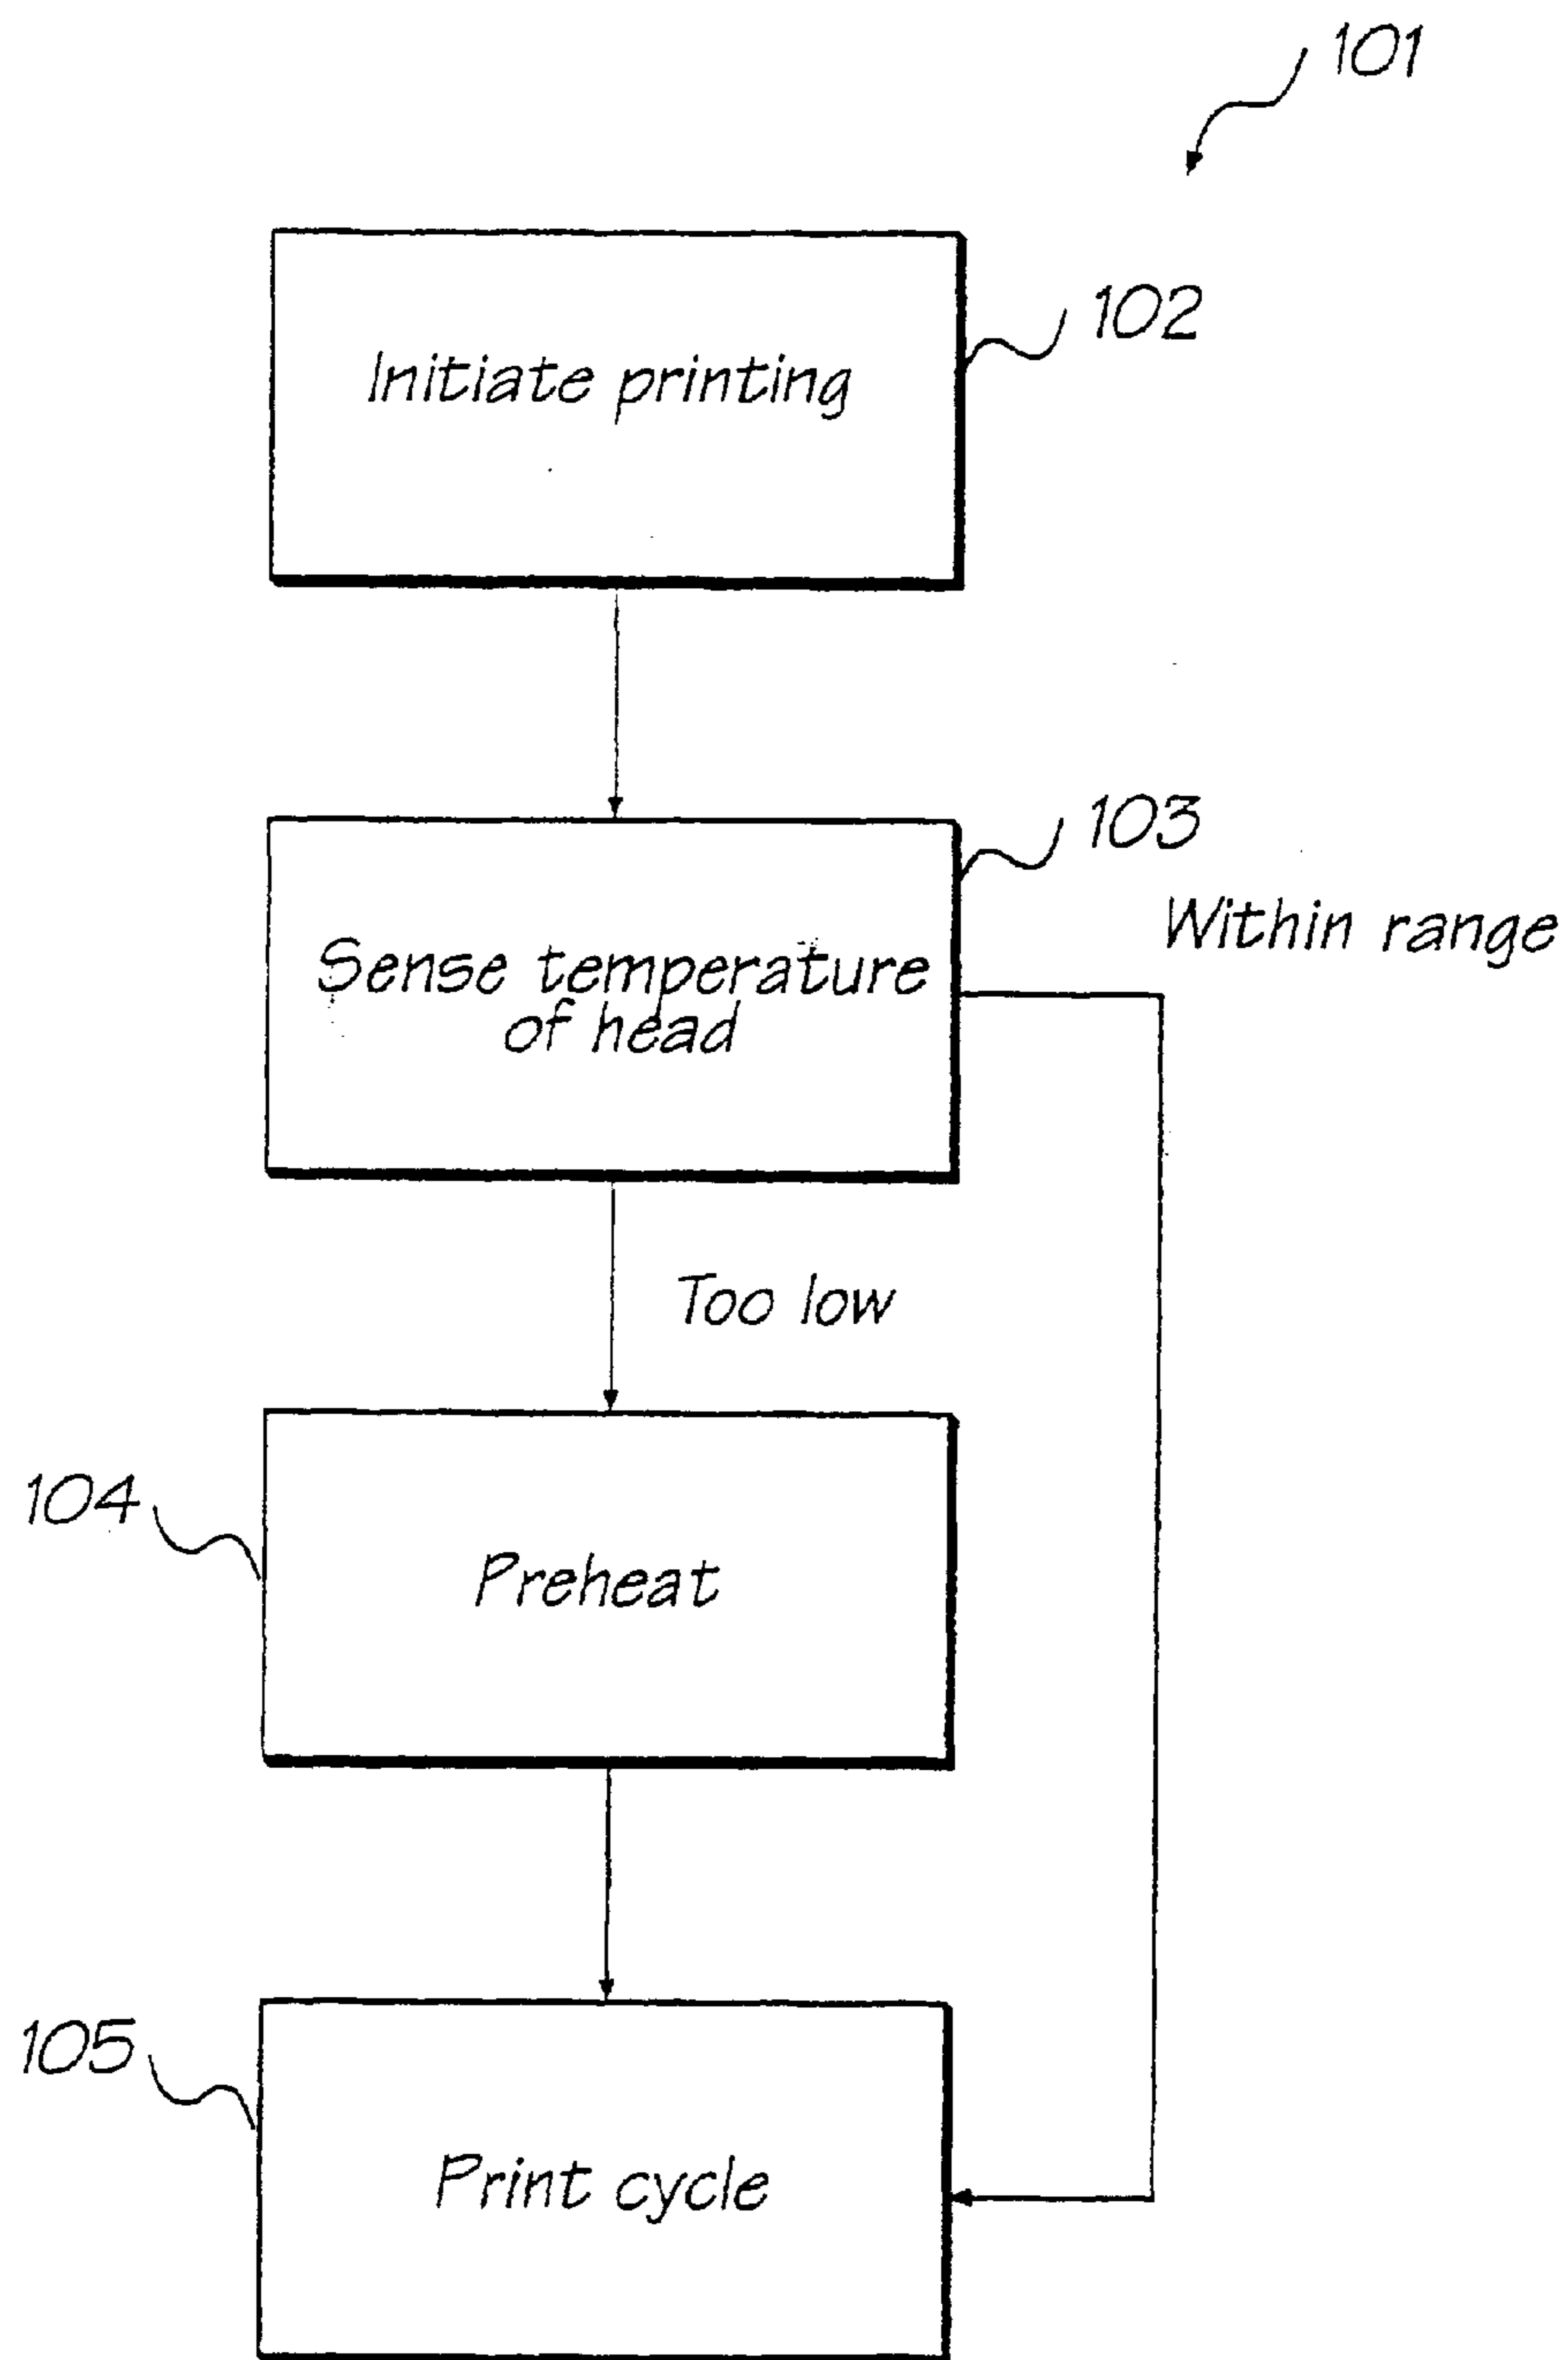 101
102
Initiate printing
103
Within range
Sense temperature
of head
Too low
104
Preheat
105
Print cycle